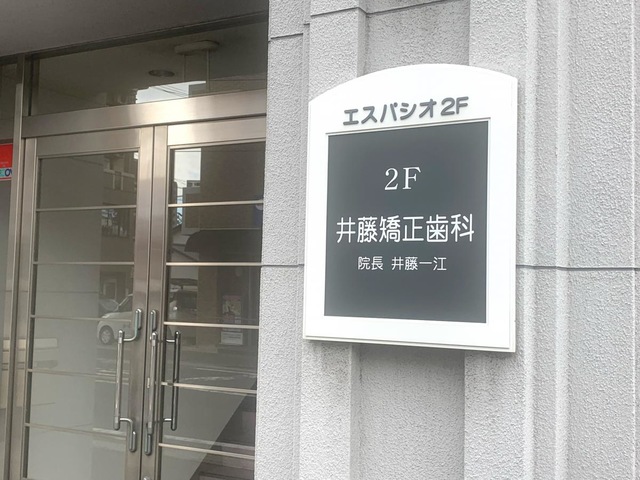 エスパシオ2F
2F
井藤矯正歯科
院長 井藤一江